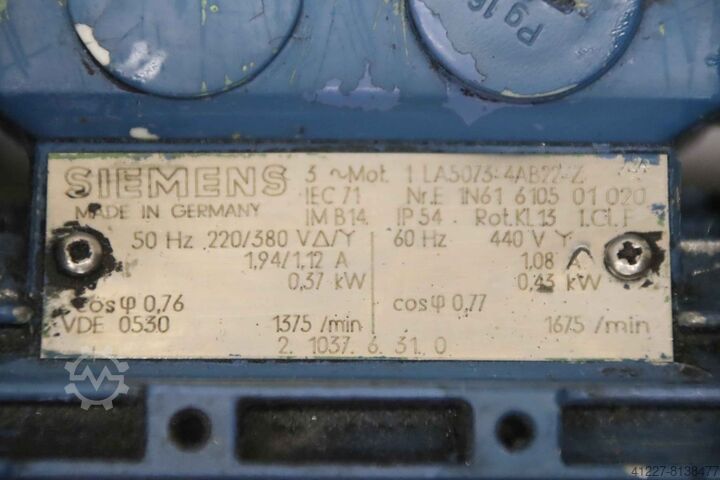 Pg 16
SIEMENS 3 ~Mot. 1 LA5073-4AB22-Z
MADE IN GERMANY IEC 71 Nr.E 1N61 6105 01 020
IM B14 IP 54 Rot.KL 13 I.Cl.F
50 Hz 220/380 V∆/Y 60 Hz 440 V Y
1,94/1,12 A 1,08 A
0,37 kW 0,43 kW
cosφ 0,76 cosφ 0,77
VDE 0530 1375 /min 1675 /min
2. 1037. 6 31. 0
41227-8138477